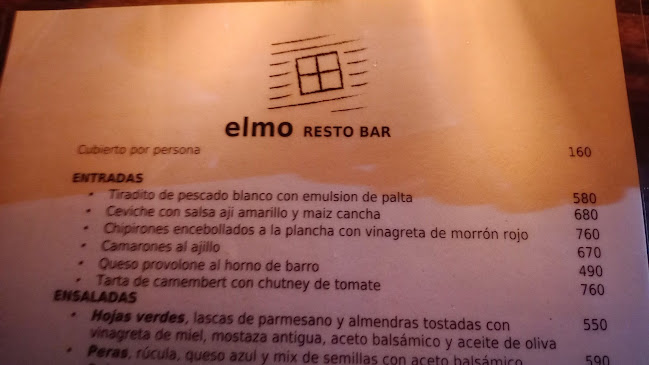 elmo RESTO BAR
Cubierto por persona 160
ENTRADAS
• Tiradito de pescado blanco con emulsion de palta 580
• Ceviche con salsa ají amarillo y maiz cancha 680
• Chipirones encebollados a la plancha con vinagreta de morrón rojo 760
• Camarones al ajillo 670
• Queso provolone al horno de barro 490
• Tarta de camembert con chutney de tomate 760
ENSALADAS
• Hojas verdes, lascas de parmesano y almendras tostadas con 550
vinagreta de miel, mostaza antigua, aceto balsámico y aceite de oliva
• Peras, rúcula, queso azul y mix de semillas con aceto balsámico 590